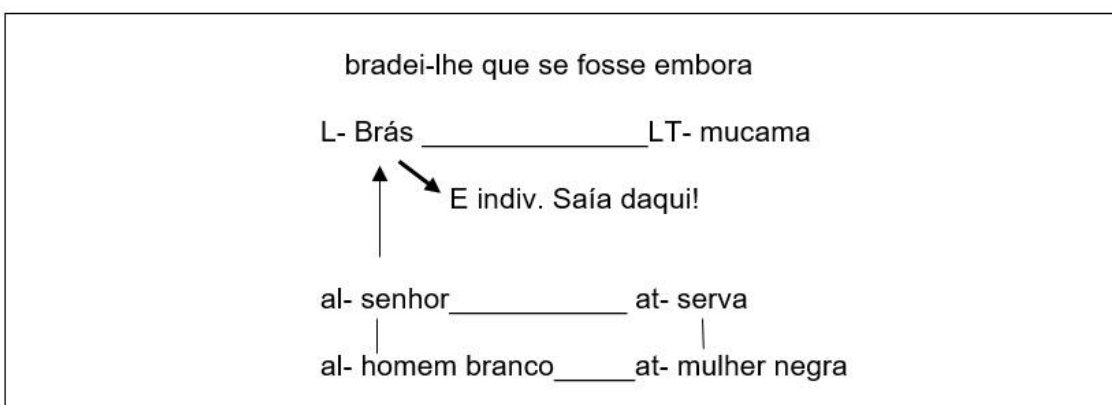 bradei-lhe que se fosse embora
L- Brás _______________LT- mucama
E indiv. Saía daqui!
al- senhor____________ at- serva
al- homem branco_____at- mulher negra